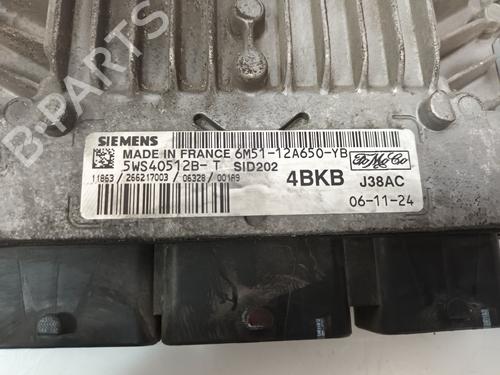 B-PARTS
SIEMENS
MADE IN FRANCE 6M51-12A650-YB
5WS40512B-T SID202
11863 / 266217003 / 06328 / 00189
4BKB J38AC
FoMoCo
06-11-24